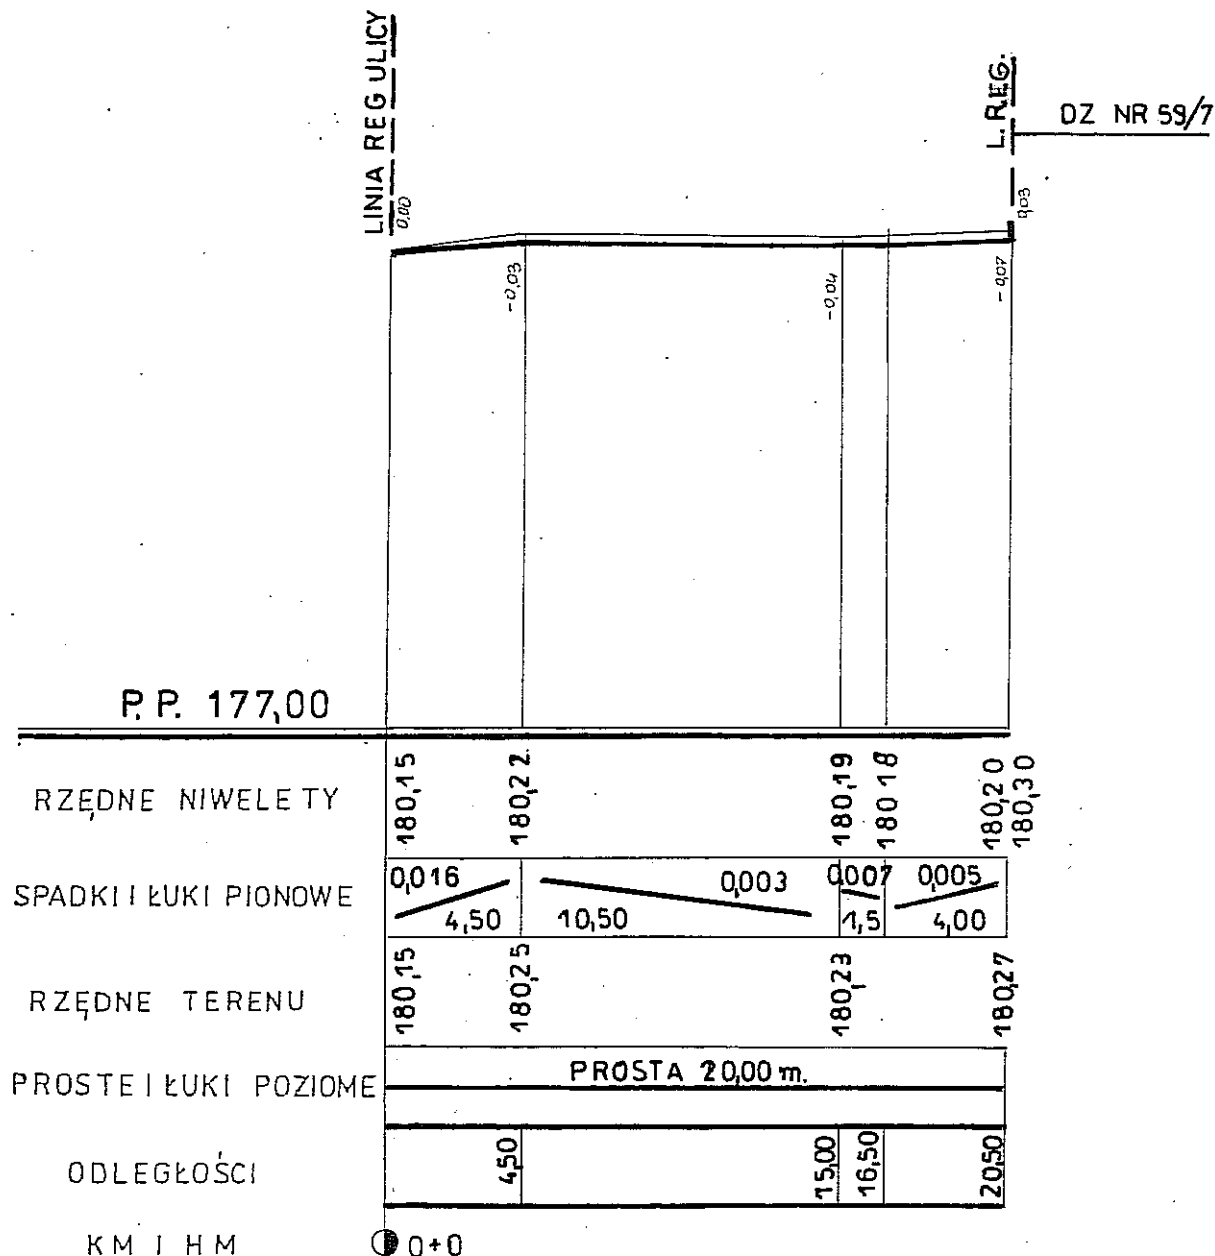 LINIA REG ULICY
L. REG.
DZ NR 59/7
0,00
0,03
-0,03
-0,04
-0,07
P.P. 177,00
RZĘDNE NIWELETY
180,15
180,22
180,19
180 18
180,20
180,30
SPADKI I ŁUKI PIONOWE
0,016
0,003
0,007
0,005
4,50
10,50
1,5
4,00
RZĘDNE TERENU
180,15
180,25
180,23
180,27
PROSTE I ŁUKI POZIOME
PROSTA 20,00 m.
ODLEGŁOŚCI
4,50
15,00
16,50
20,50
KM I HM
0+0